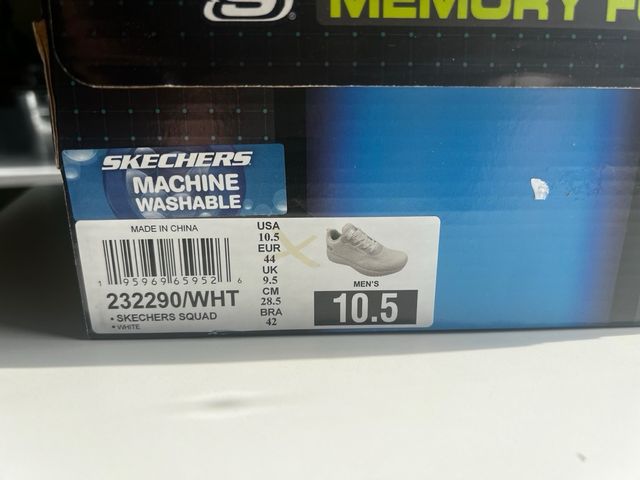 MEMORY
SKECHERS
MACHINE
WASHABLE
MADE IN CHINA
1 95969 65952 6
232290/WHT
• SKECHERS SQUAD
• WHITE
USA
10.5
EUR
44
UK
9.5
CM
28.5
BRA
42
MEN'S
10.5